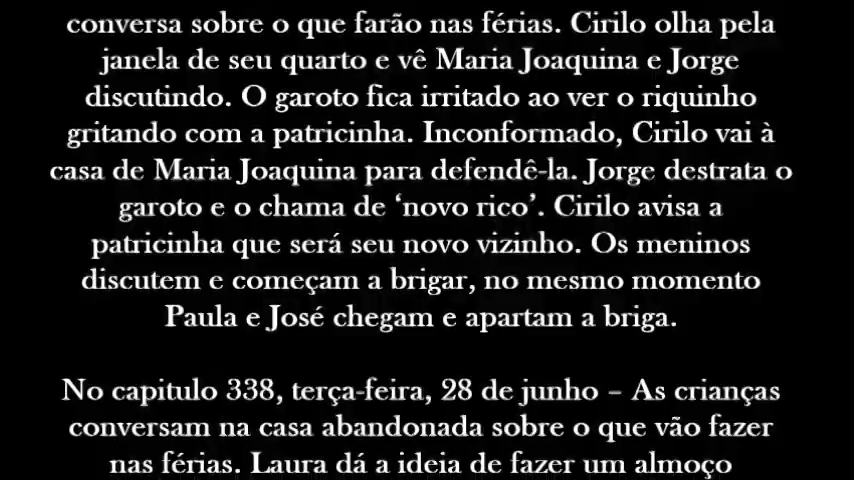 conversa sobre o que farão nas férias. Cirilo olha pela
janela de seu quarto e vê Maria Joaquina e Jorge
discutindo. O garoto fica irritado ao ver o riquinho
gritando com a patricinha. Inconformado, Cirilo vai à
casa de Maria Joaquina para defendê-la. Jorge destrata o
garoto e o chama de ‘novo rico’. Cirilo avisa a
patricinha que será seu novo vizinho. Os meninos
discutem e começam a brigar, no mesmo momento
Paula e José chegam e apartam a briga.
No capitulo 338, terça-feira, 28 de junho – As crianças
conversam na casa abandonada sobre o que vão fazer
nas férias. Laura dá a ideia de fazer um almoço